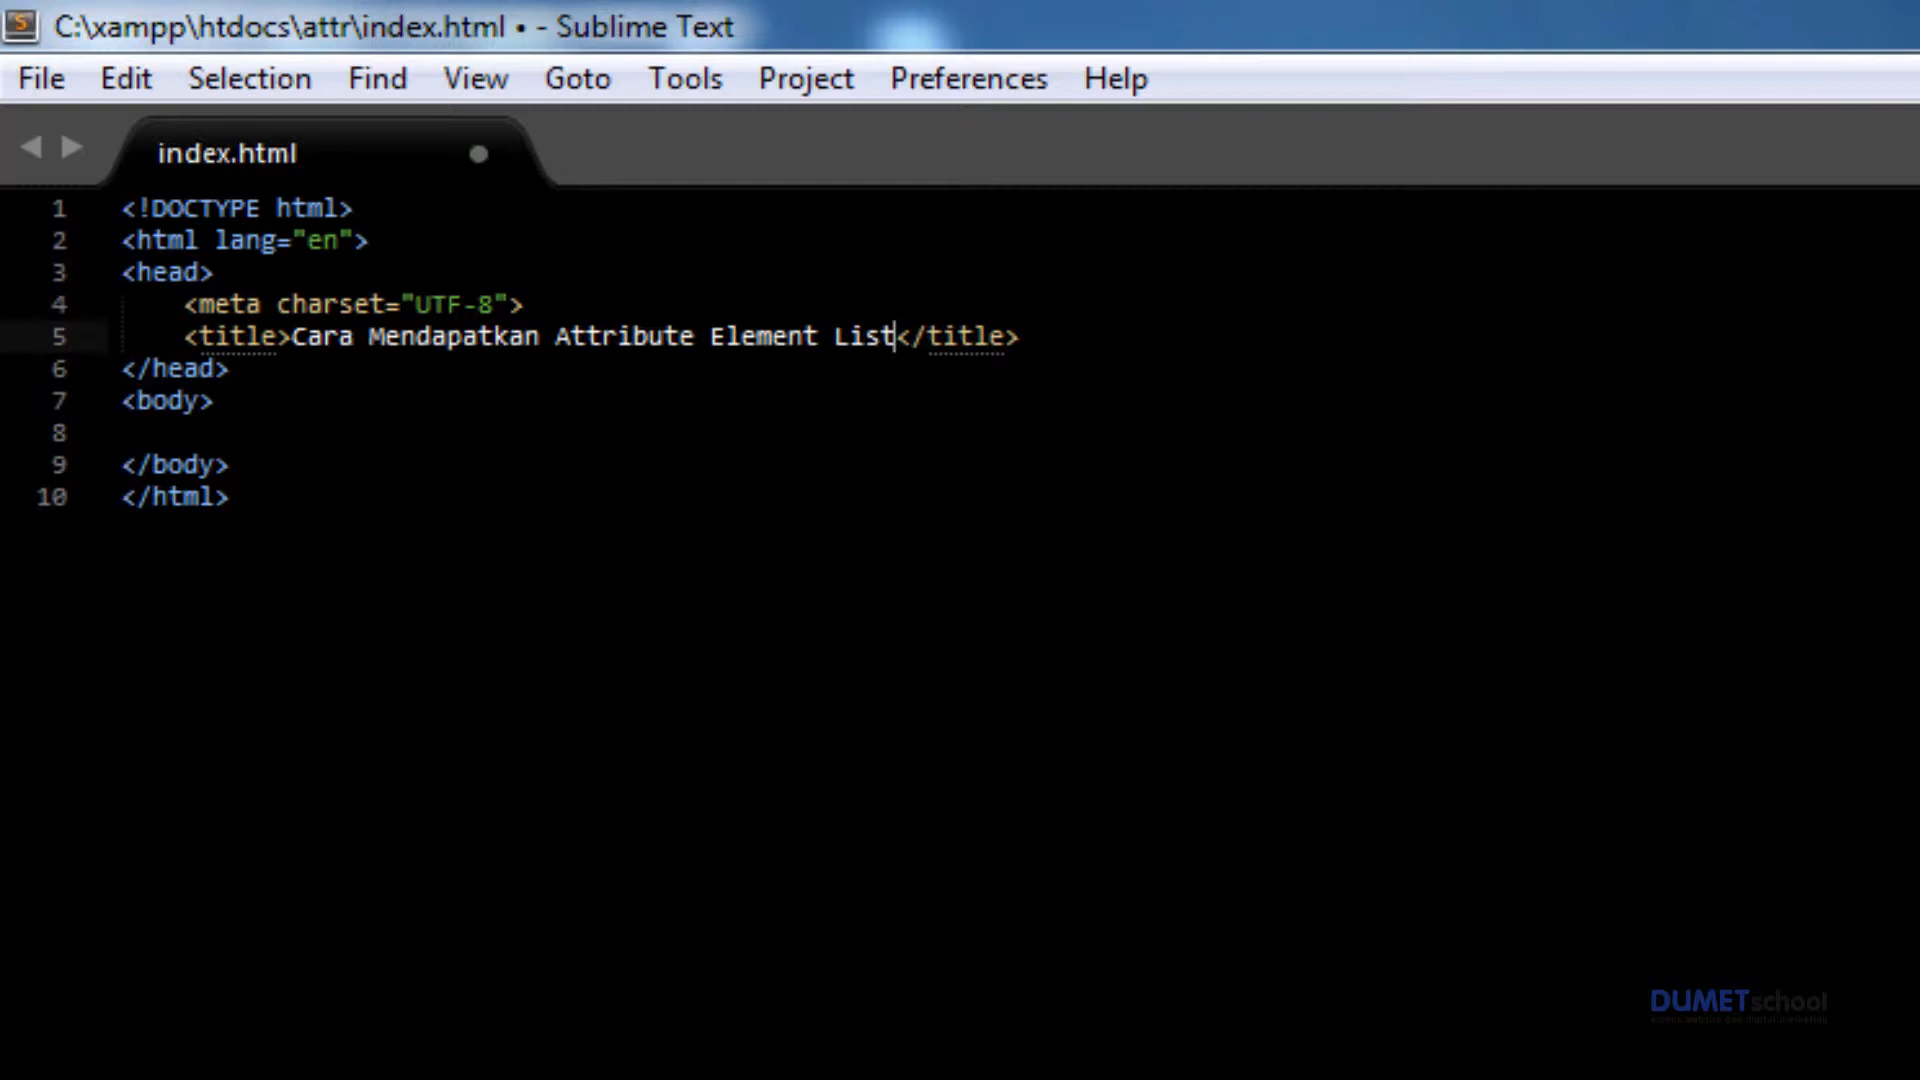 C:\xampp\htdocs\attr\index.html • - Sublime Text
File Edit Selection Find View Goto Tools Project Preferences Help
index.html
1 <!DOCTYPE html>
2 <html lang="en">
3 <head>
4 <meta charset="UTF-8">
5 <title>Cara Mendapatkan Attribute Element List</title>
6 </head>
7 <body>
8
9 </body>
10 </html>
DUMETschool